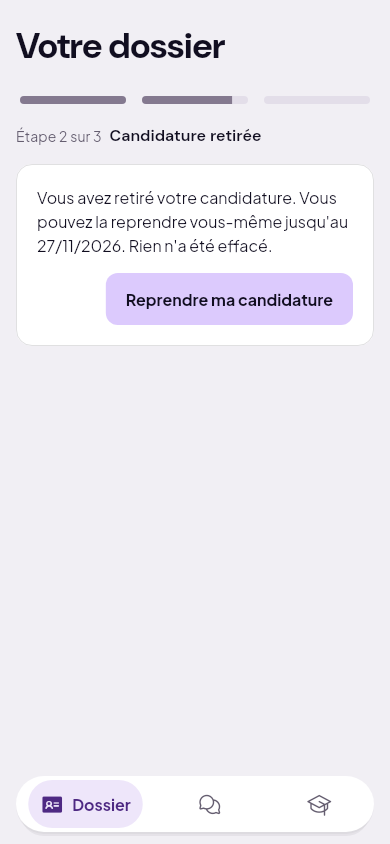 Votre dossier
Étape 2 sur 3 Candidature retirée
Vous avez retiré votre candidature. Vous
pouvez la reprendre vous-même jusqu'au
27/11/2026. Rien n'a été effacé.
Reprendre ma candidature
Dossier